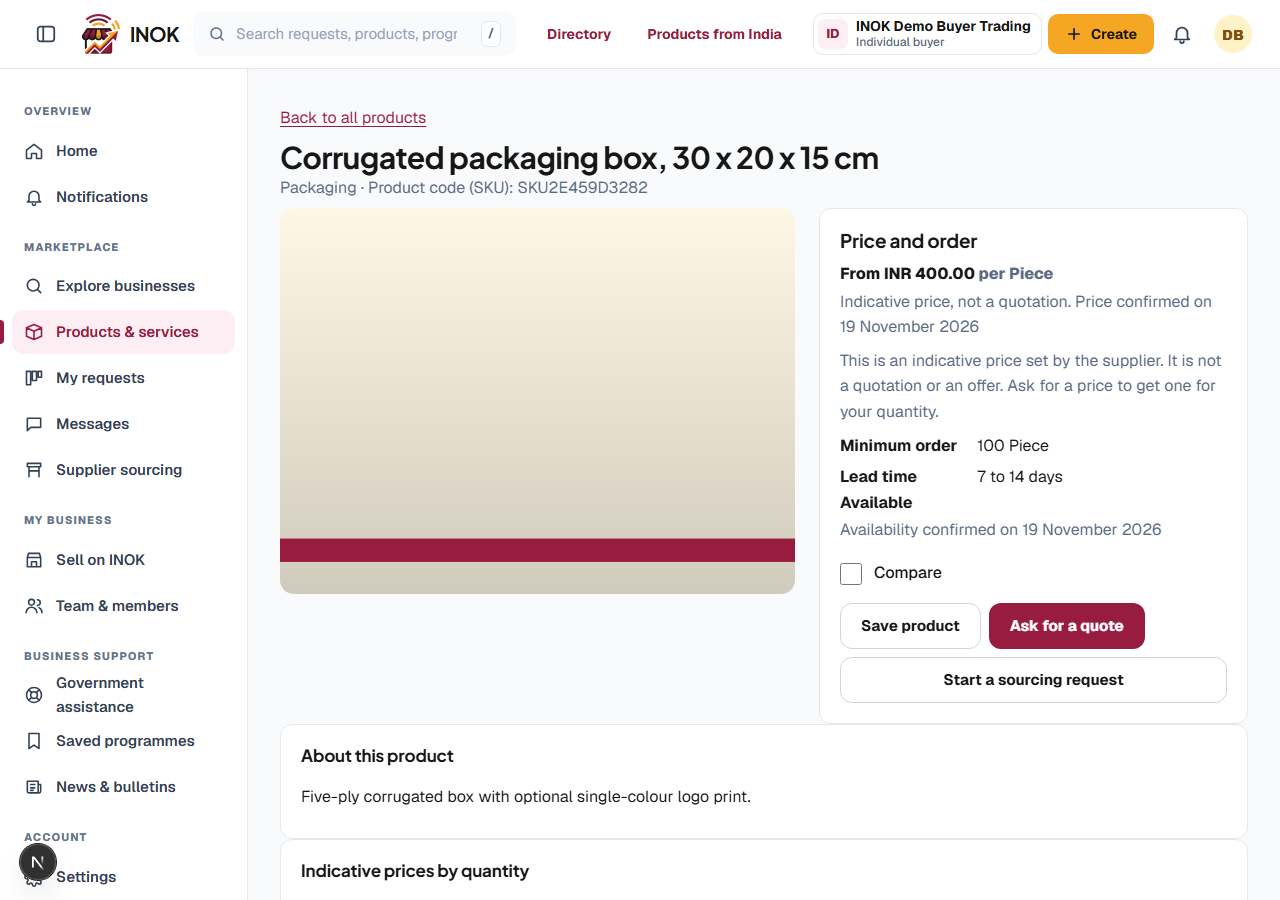 INOK
Search requests, products, progr
/
Directory
Products from India
ID
INOK Demo Buyer Trading
Individual buyer
Create
DB
OVERVIEW
Home
Notifications
MARKETPLACE
Explore businesses
Products & services
My requests
Messages
Supplier sourcing
MY BUSINESS
Sell on INOK
Team & members
BUSINESS SUPPORT
Government
assistance
Saved programmes
News & bulletins
ACCOUNT
N
Settings
Back to all products
Corrugated packaging box, 30 x 20 x 15 cm
Packaging · Product code (SKU): SKU2E459D3282
Price and order
From INR 400.00 per Piece
Indicative price, not a quotation. Price confirmed on
19 November 2026
This is an indicative price set by the supplier. It is not
a quotation or an offer. Ask for a price to get one for
your quantity.
Minimum order 100 Piece
Lead time 7 to 14 days
Available
Availability confirmed on 19 November 2026
Compare
Save product
Ask for a quote
Start a sourcing request
About this product
Five-ply corrugated box with optional single-colour logo print.
Indicative prices by quantity